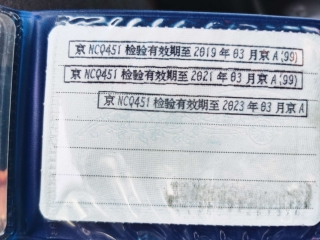 京 NCQ451 检验有效期至 2019 年 03 月京 A(99)
京 NCQ451 检验有效期至 2021 年 03 月京 A(99)
京 NCQ451 检验有效期至 2023 年 03 月京 A